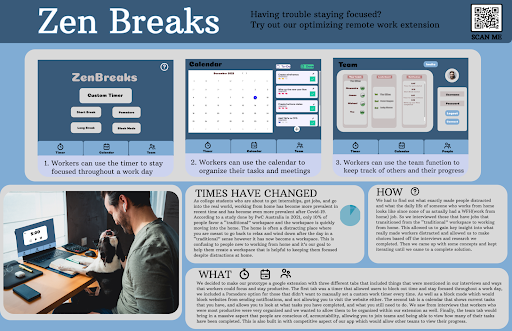 Zen Breaks
Having trouble staying focused?
Try out our optimizing remote work extension
SCAN ME
ZenBreaks
Custom Timer
Start Break
Pomodoro
Long Break
Block Mode
Timer
Calendar
Team
1. Workers can use the timer to stay
focused throughout a work day
Calendar
November 2022
Timer
Calendar
Team
2. Workers can use the calendar to
organize their tasks and meetings
Team
Timer
Calendar
People
3. Workers can use the team function to
keep track of others and their progress
TIMES HAVE CHANGED
As college students who are about to get internships, get jobs, and go
into the real world, working from home has become more prevalent in
recent time and has become even more prevalent after Covid-19.
According to a study done by PwC Australia in 2021, only 10% of
people favor a "traditional" workspace and the workspace is quickly
moving into the home. The home is often a distracting place where
you are meant to go back to relax and wind down after the day in a
"traditional" sense however it has now become a workspace. This is
confusing to people new to working from home and it's our goal to
help them create a workspace that is helpful to keeping them focused
despite distractions at home.
HOW
We had to find out what exactly made people distracted
and what the daily life of someone who works from home
looks like since none of us actually had a WFH(work from
home) job. So we interviewed those that have jobs that
transitioned from the "traditional" workspace to working
from home. This allowed us to gain key insight into what
really made workers distracted and allowed us to make
choices based off the interviews and our own research.
Then we came up with some concepts and kept
iterating until we came to a complete solution.
WHAT
We decided to make our prototype a google-extension with three different tabs that included things that were mentioned in our interviews and ways
that workers could focus and stay productive. The first tab was a timer that allowed users to block on time and stay focused throughout a work day,
we included a Pomodoro option for those that didn't want to manually set a custom work timer every time. As well as a block mode which would
block websites from sending notifications, and not allowing you to visit the website either. The second tab is a calendar that shows current tasks
that you have, and allows you to look at what tasks you have completed, and what you still need to do. We saw from interviews that workers who
were most productive were very organized and we wanted to allow them to be organized within our extension as well. Finally, the team tab would
bring in a massive aspect that people are conscious of, accountability, allowing you to join teams and being able to view how many of their tasks
have been completed. This is also built in with competitive aspect of our app which would allow other teams to review their progress.